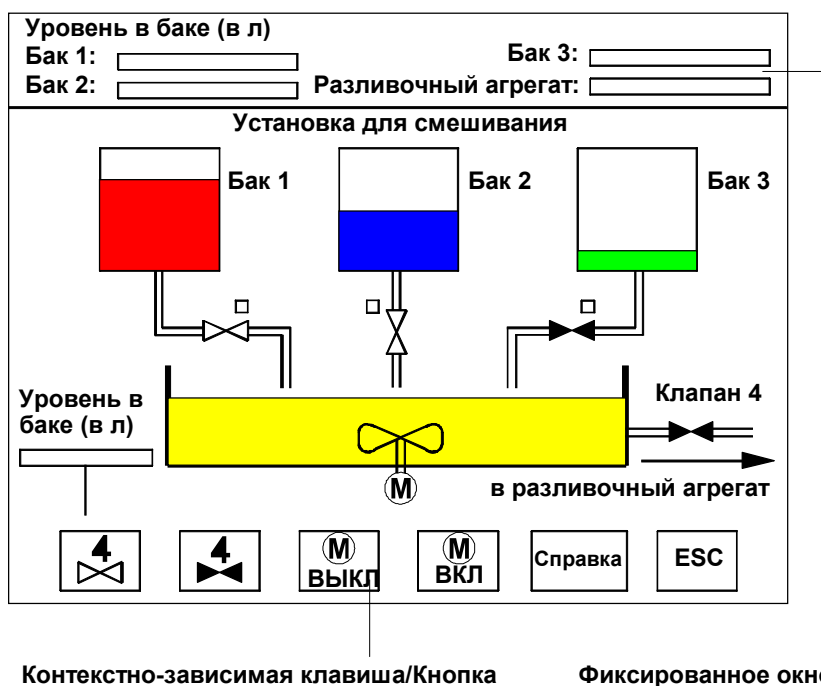 Уровень в баке (в л)
Бак 1:
Бак 3:
Бак 2:
Разливочный агрегат:
Установка для смешивания
Бак 1
Бак 2
Бак 3
Уровень в
баке (в л)
Клапан 4
M
в разливочный агрегат
4
4
M
ВЫКЛ
M
ВКЛ
Справка
ESC
Контекстно-зависимая клавиша/Кнопка
Фиксированное